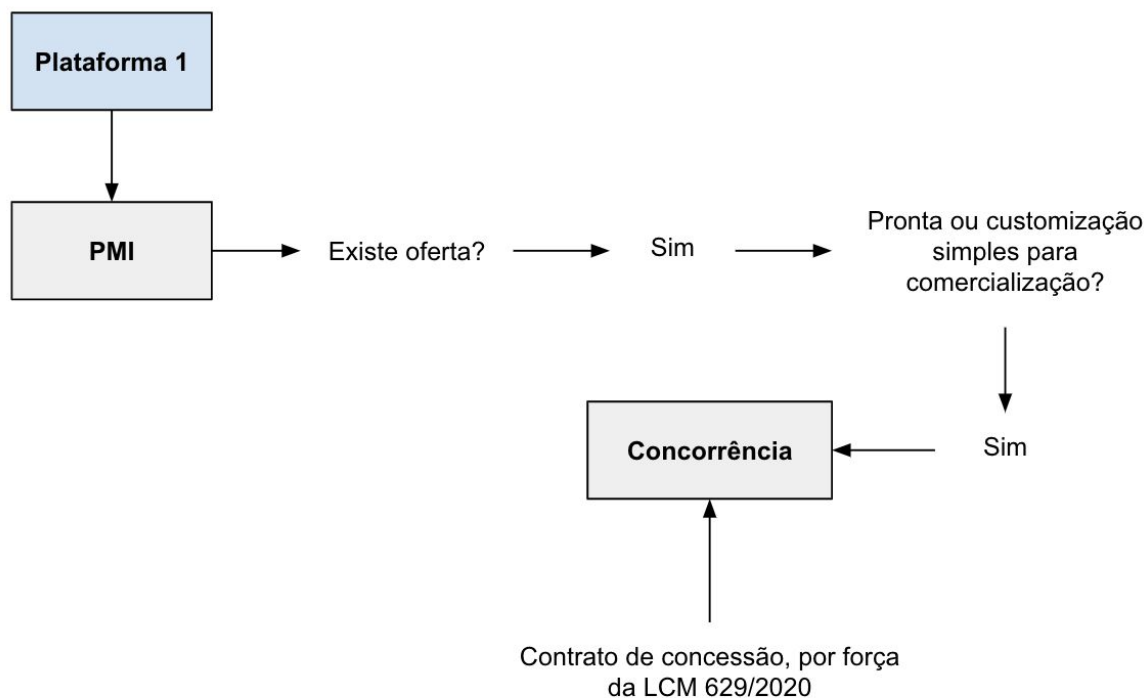 Plataforma 1
PMI
Existe oferta?
Sim
Pronta ou customização
simples para
comercialização?
Sim
Concorrência
Contrato de concessão, por força
da LCM 629/2020